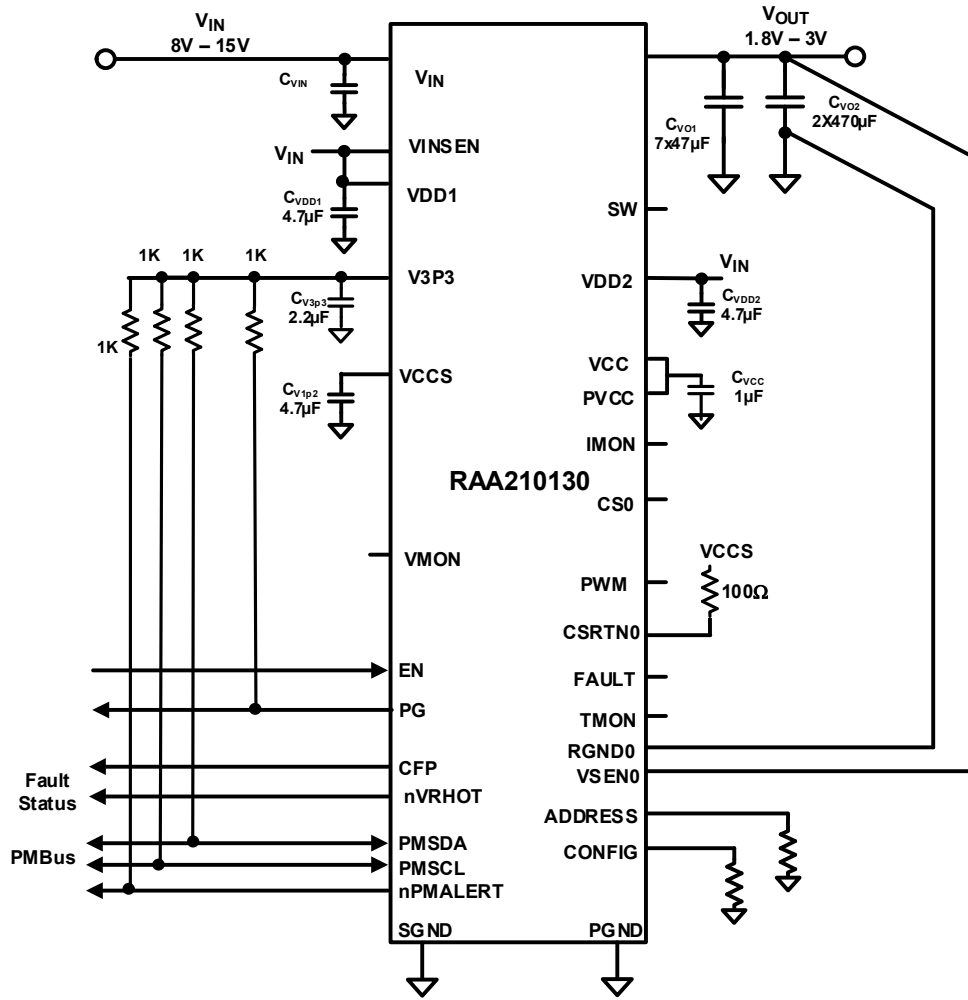 VIN
8V – 15V
CVIN
VIN
VINSEN
VIN
VDD1
CVDD1
4.7µF
1K 1K 1K
V3P3
CV3p3
2.2µF
1K
VCCS
CV1p2
4.7µF
VMON
EN
PG
CFP
Fault
Status
nVRHOT
PMSDA
PMBus
PMSCL
nPMALERT
SGND
PGND
RAA210130
VOUT
1.8V – 3V
CVO1
7x47µF
CVO2
2X470µF
SW
VDD2
VIN
CVDD2
4.7µF
VCC
PVCC
CVCC
1µF
IMON
CS0
VCCS
100Ω
PWM
CSRTN0
FAULT
TMON
RGND0
VSEN0
ADDRESS
CONFIG